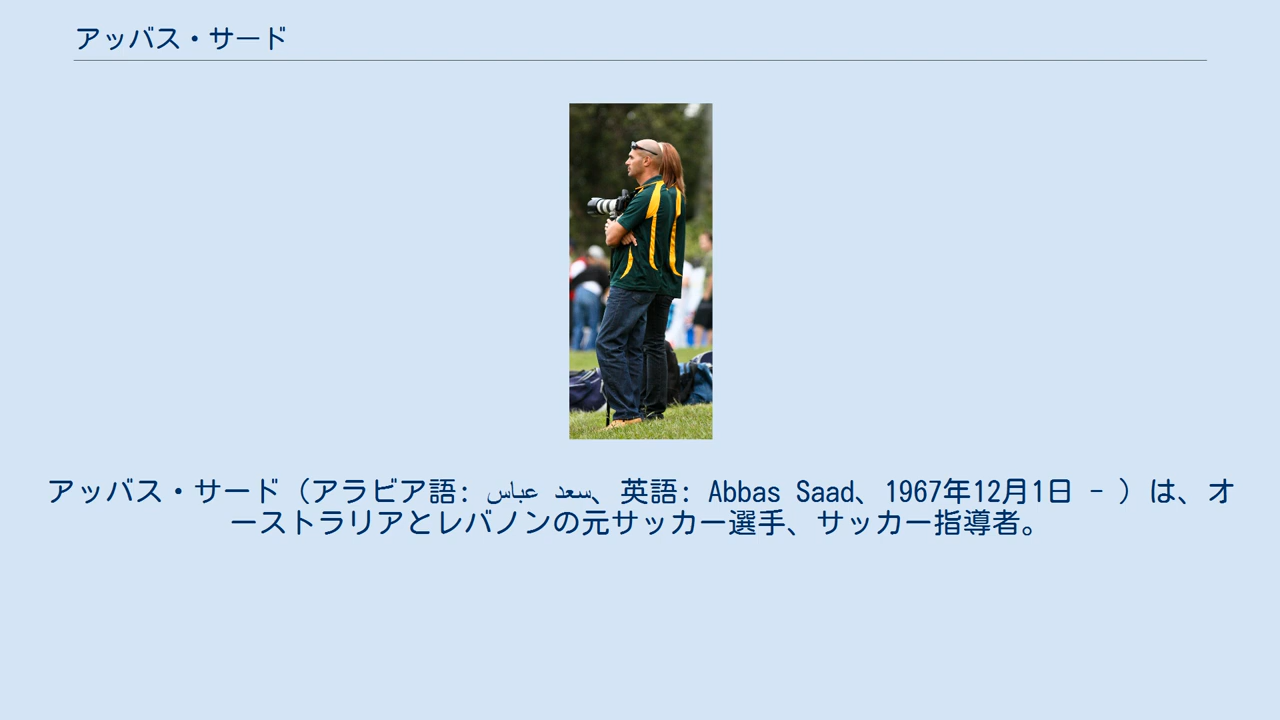 アッバス・サード
アッバス・サード（アラビア語: سعد عباس、英語: Abbas Saad、1967年12月1日 - ）は、オ
ーストラリアとレバノンの元サッカー選手、サッカー指導者。